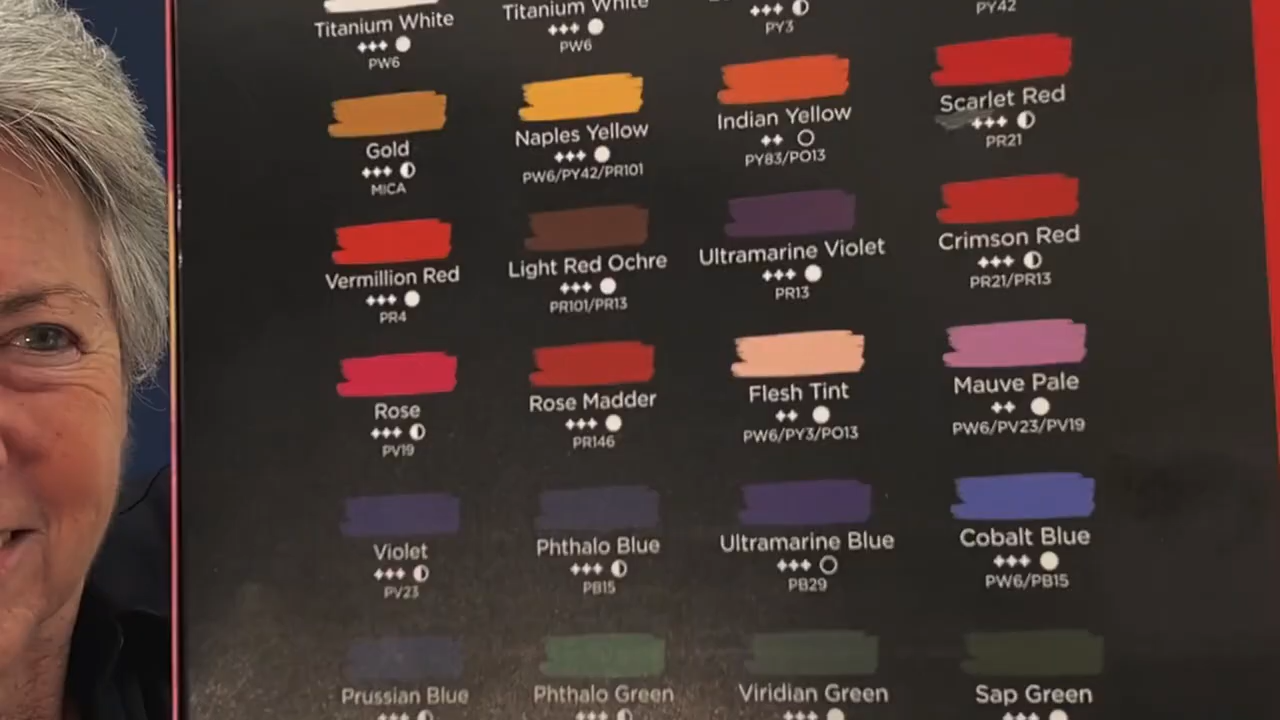 Titanium White
+++
PW6
Titanium White
+++
PW6
+++
PY3
PY42
Gold
+++
MICA
Naples Yellow
+++
PW6/PY42/PR101
Indian Yellow
++
PY83/PO13
Scarlet Red
+++
PR21
Vermillion Red
+++
PR4
Light Red Ochre
+++
PR101/PR13
Ultramarine Violet
+++
PR13
Crimson Red
+++
PR21/PR13
Rose
+++
PV19
Rose Madder
+++
PR146
Flesh Tint
++
PW6/PY3/PO13
Mauve Pale
++
PW6/PV23/PV19
Violet
+++
PV23
Phthalo Blue
+++
PB15
Ultramarine Blue
+++
PB29
Cobalt Blue
+++
PW6/PB15
Prussian Blue
+++
Phthalo Green
+++
Viridian Green
+++
Sap Green
+++